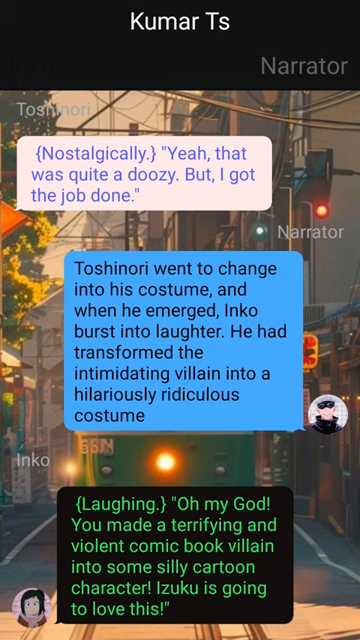 Kumar Ts
Inko
Narrator
Toshinori
{Nostalgically.} "Yeah, that
was quite a doozy. But, I got
the job done."
Narrator
Toshinori went to change
into his costume, and
when he emerged, Inko
burst into laughter. He had
transformed the
intimidating villain into a
hilariously ridiculous
costume
Inko
{Laughing.} "Oh my God!
You made a terrifying and
violent comic book villain
into some silly cartoon
character! Izuku is going
to love this!"